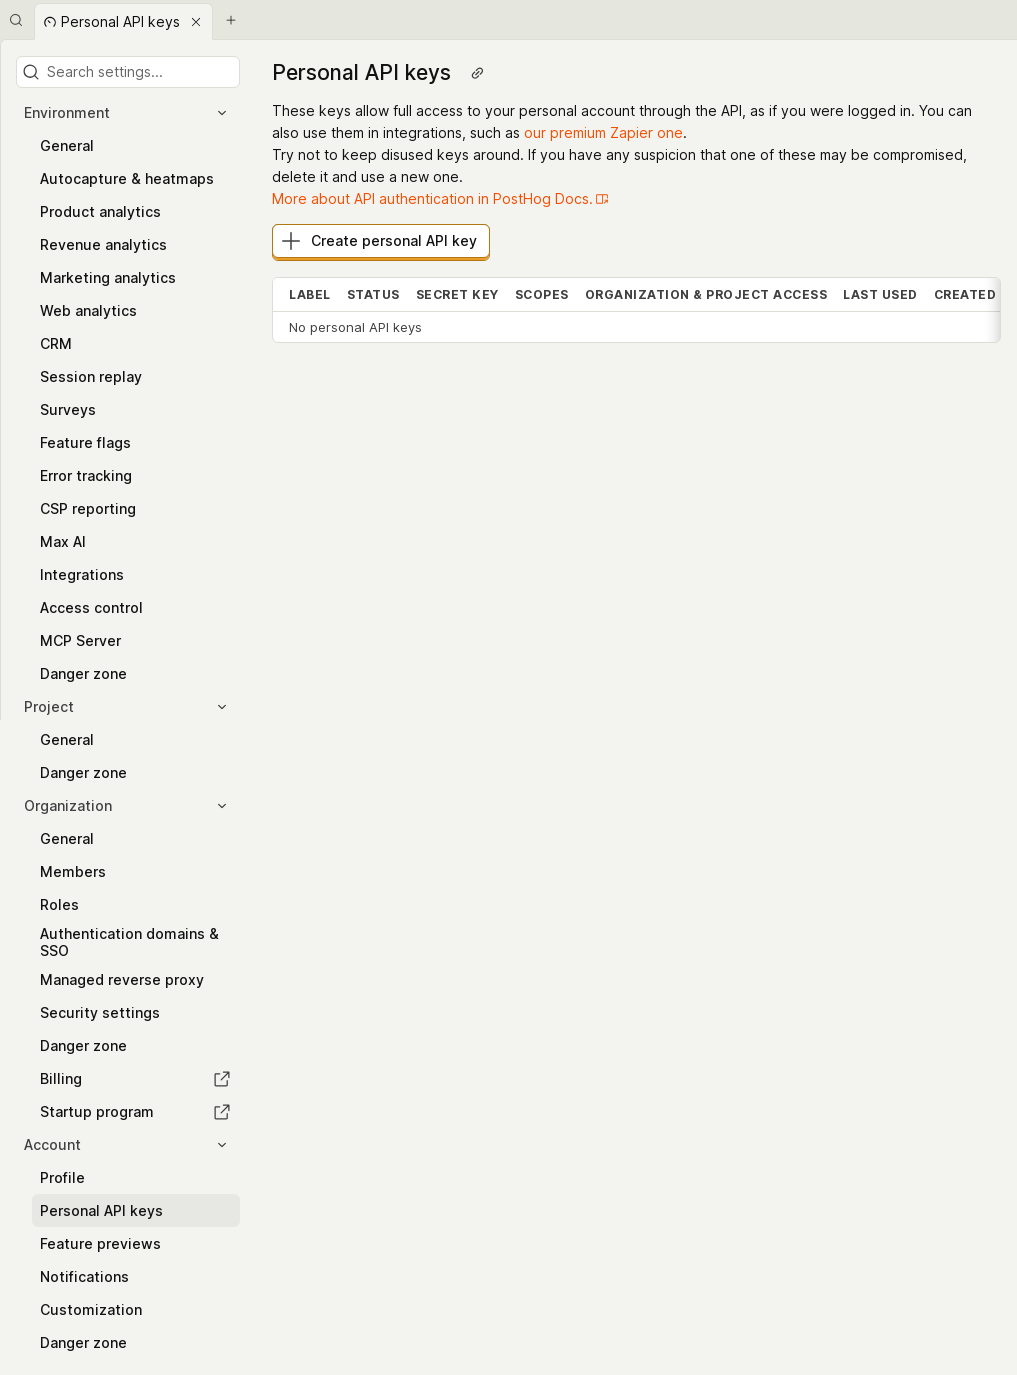 Personal API keys
Search settings...
Environment
General
Autocapture & heatmaps
Product analytics
Revenue analytics
Marketing analytics
Web analytics
CRM
Session replay
Surveys
Feature flags
Error tracking
CSP reporting
Max AI
Integrations
Access control
MCP Server
Danger zone
Project
General
Danger zone
Organization
General
Members
Roles
Authentication domains &
SSO
Managed reverse proxy
Security settings
Danger zone
Billing
Startup program
Account
Profile
Personal API keys
Feature previews
Notifications
Customization
Danger zone
Personal API keys
These keys allow full access to your personal account through the API, as if you were logged in. You can
also use them in integrations, such as our premium Zapier one.
Try not to keep disused keys around. If you have any suspicion that one of these may be compromised,
delete it and use a new one.
More about API authentication in PostHog Docs.
Create personal API key
LABEL STATUS SECRET KEY SCOPES ORGANIZATION & PROJECT ACCESS LAST USED CREATED
No personal API keys